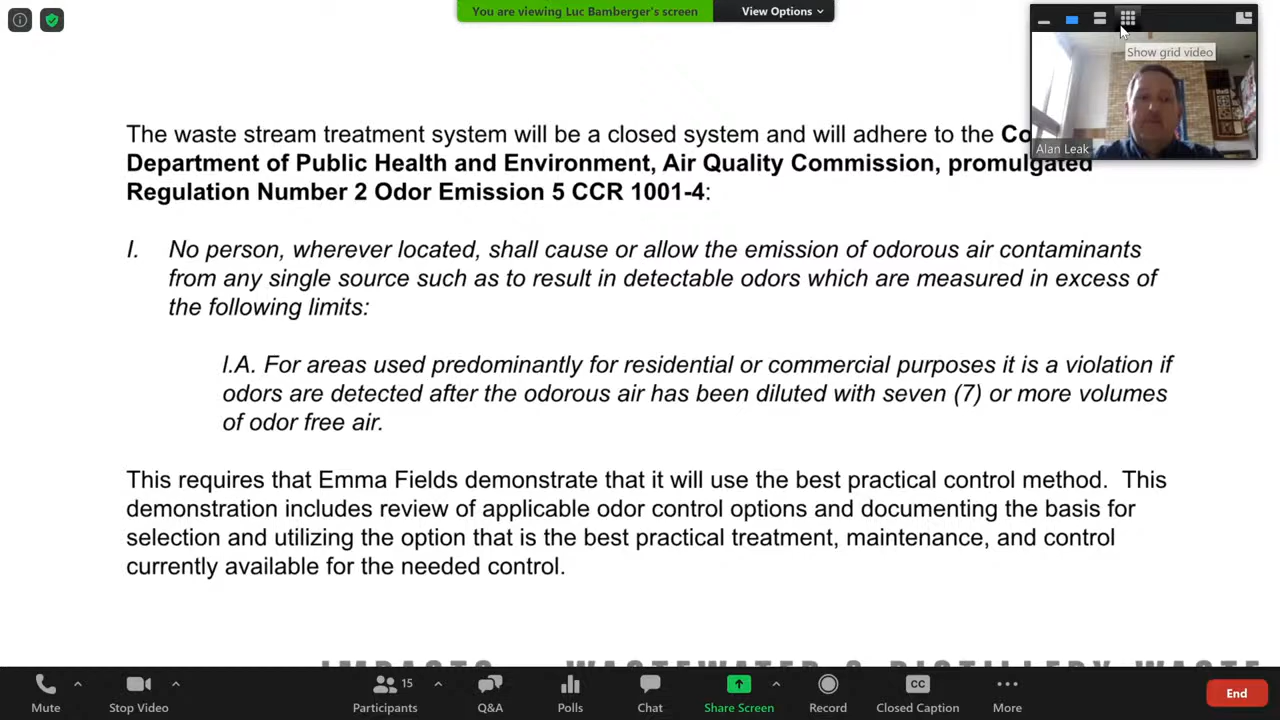 You are viewing Luc Bamberger's screen
View Options
Show grid video
Alan Leak
The waste stream treatment system will be a closed system and will adhere to the
Department of Public Health and Environment, Air Quality Commission, promulgated
Regulation Number 2 Odor Emission 5 CCR 1001-4:
I. No person, wherever located, shall cause or allow the emission of odorous air contaminants
from any single source such as to result in detectable odors which are measured in excess of
the following limits:
I.A. For areas used predominantly for residential or commercial purposes it is a violation if
odors are detected after the odorous air has been diluted with seven (7) or more volumes
of odor free air.
This requires that Emma Fields demonstrate that it will use the best practical control method. This
demonstration includes review of applicable odor control options and documenting the basis for
selection and utilizing the option that is the best practical treatment, maintenance, and control
currently available for the needed control.
Mute
Stop Video
15
Participants
Q&A
Polls
Chat
Share Screen
Record
CC
Closed Caption
More
End